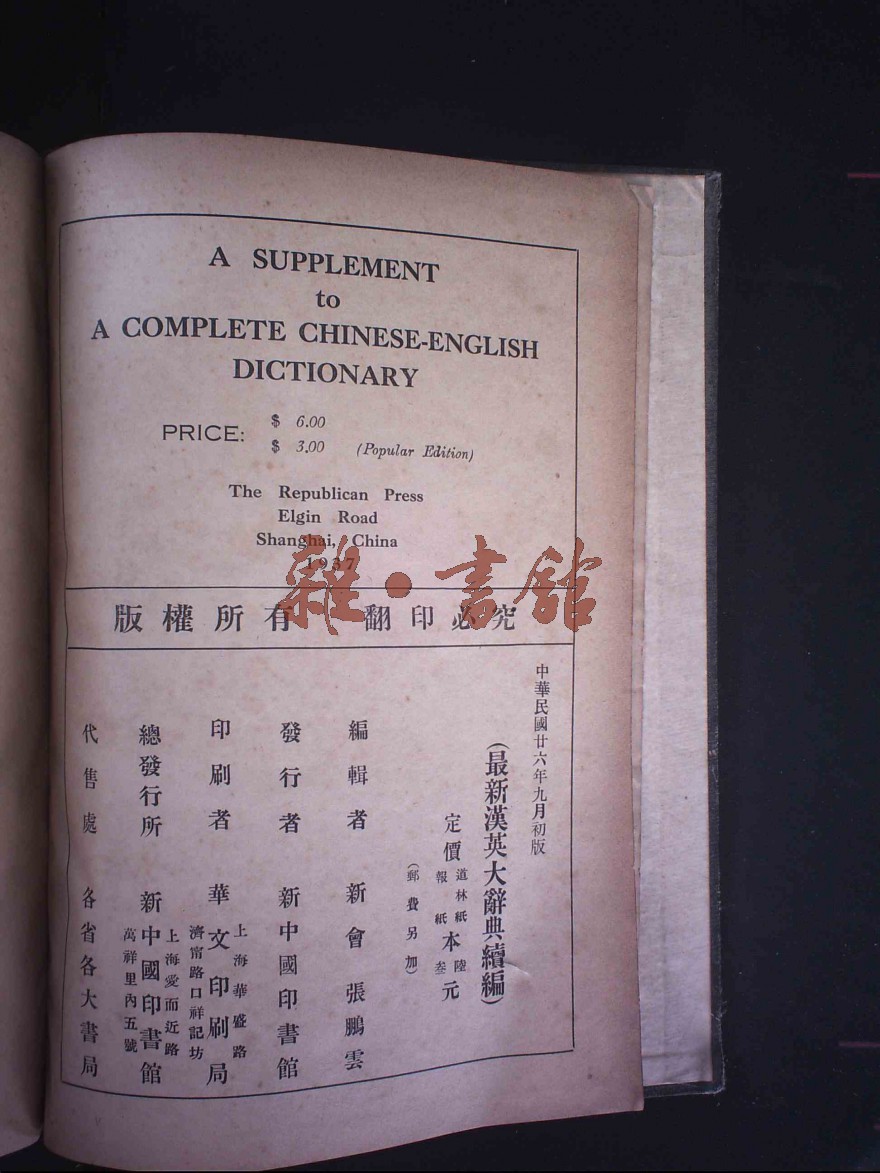 A SUPPLEMENT
to
A COMPLETE CHINESE-ENGLISH
DICTIONARY
PRICE: $ 6.00
$ 3.00 (Popular Edition)
The Republican Press
Elgin Road
Shanghai, China
1937
雜·書館
版權所有 翻印必究
中華民國廿六年九月初版
(最新漢英大辭典續編)
定價 道林紙 報紙 本 陸 叁 元
(郵費另加)
編輯者 新會張鵬雲
發行者 新中國印書館
印刷者 華文印刷局
上海華盛路
濟甯路口祥記坊
總發行所 新中國印書館
上海愛而近路
萬祥里內五號
代售處 各省各大書局